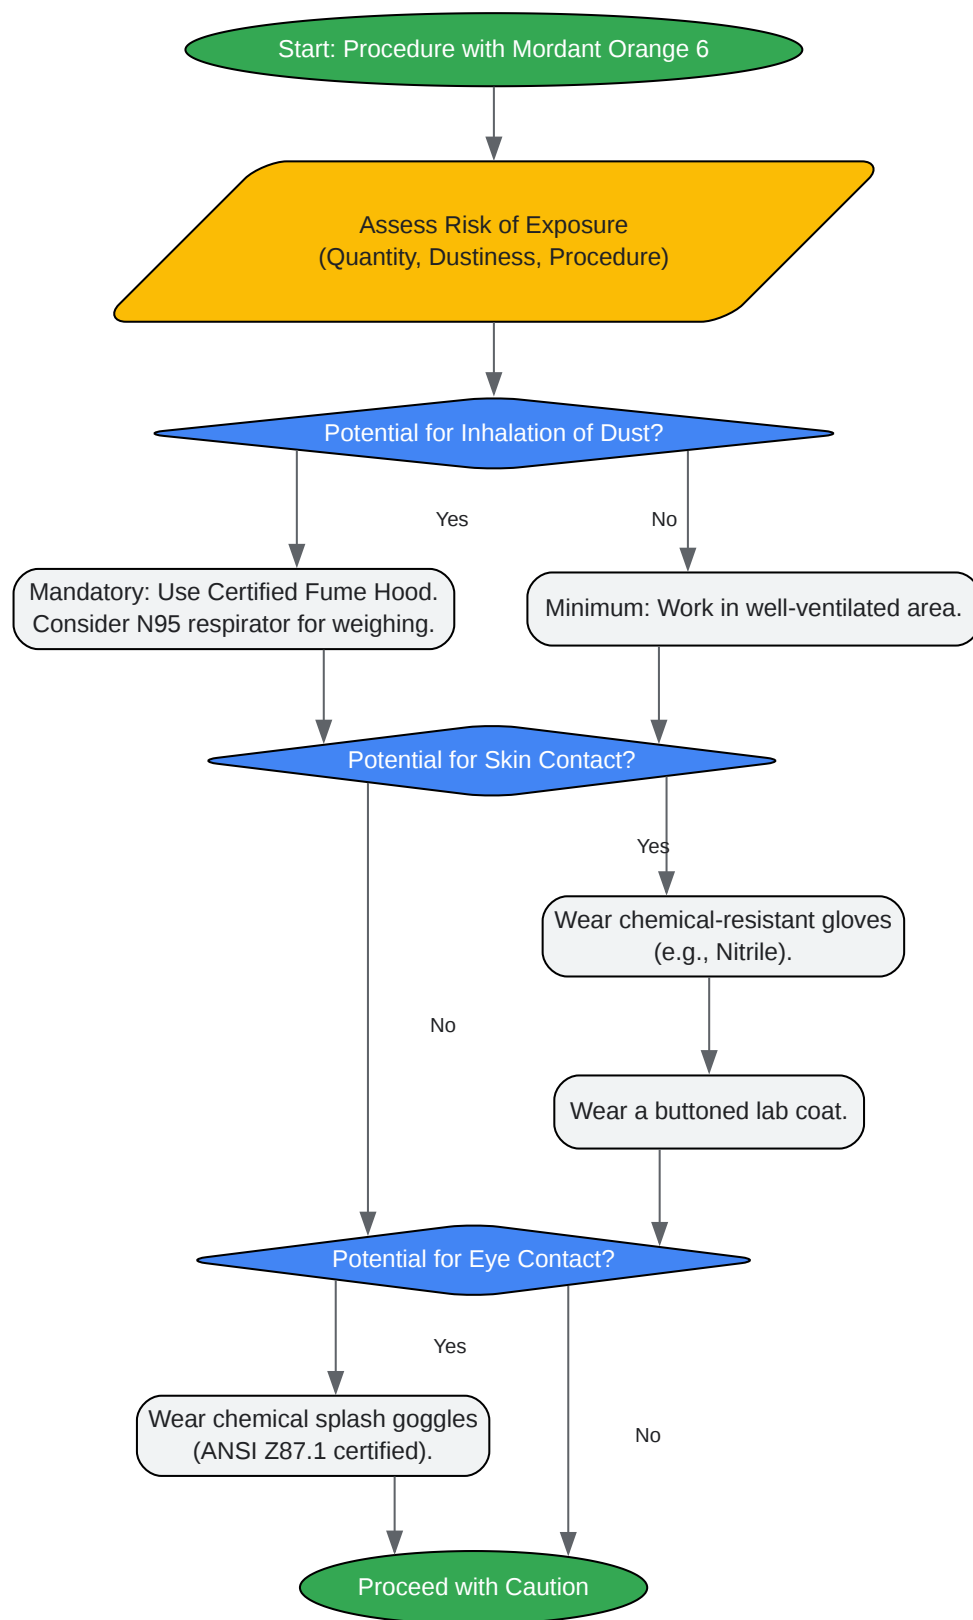 Start: Procedure with Mordant Orange 6
Assess Risk of Exposure
(Quantity, Dustiness, Procedure)
Potential for Inhalation of Dust?
Yes
No
Mandatory: Use Certified Fume Hood.
Consider N95 respirator for weighing.
Minimum: Work in well-ventilated area.
Potential for Skin Contact?
Yes
Wear chemical-resistant gloves
(e.g., Nitrile).
No
Wear a buttoned lab coat.
Potential for Eye Contact?
Yes
Wear chemical splash goggles
(ANSI Z87.1 certified).
No
Proceed with Caution